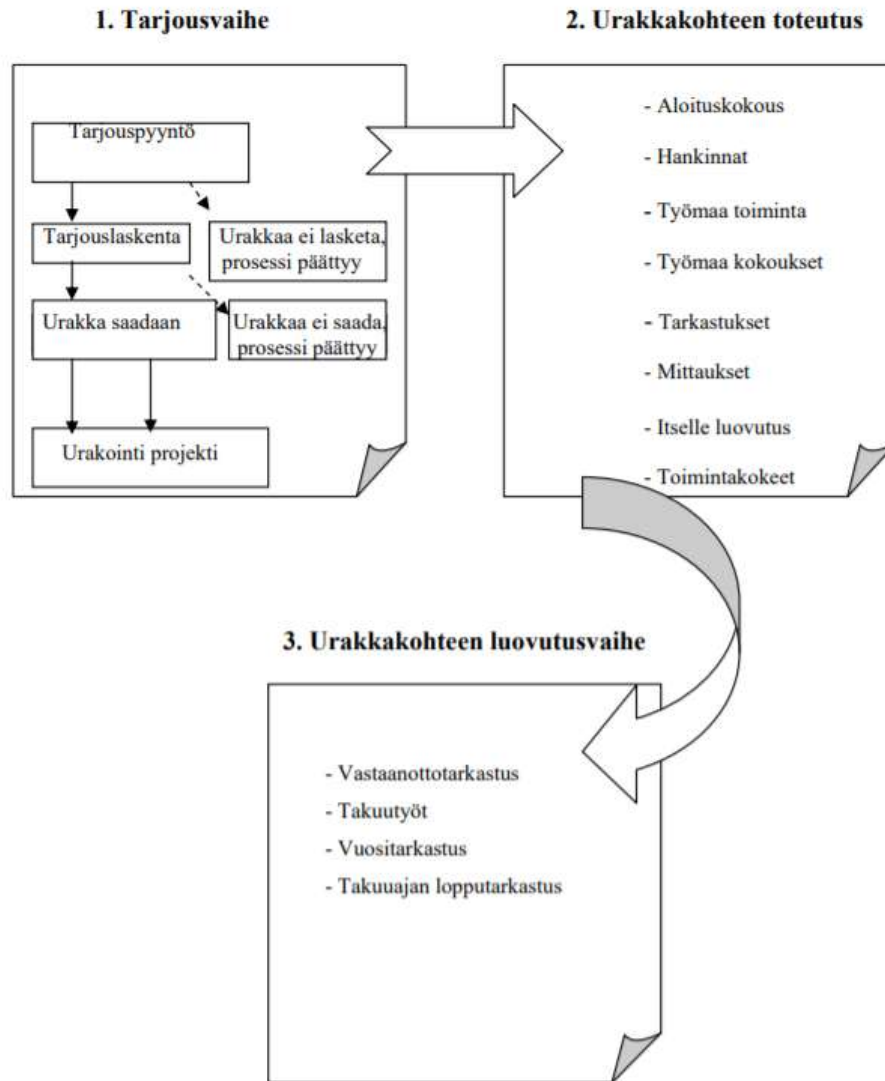 1. Tarjousvaihe
Tarjouspyyntö
Tarjouslaskenta
Urakkaa ei lasketa,
prosessi päättyy
Urakka saadaan
Urakkaa ei saada,
prosessi päättyy
Urakointi projekti
2. Urakkakohteen toteutus
- Aloituskokous
- Hankinnat
- Työmaa toiminta
- Työmaa kokoukset
- Tarkastukset
- Mittaukset
- Itselle luovutus
- Toimintakokeet
3. Urakkakohteen luovutusvaihe
- Vastaanottotarkastus
- Takuutyöt
- Vuositarkastus
- Takuuajan lopputarkastus